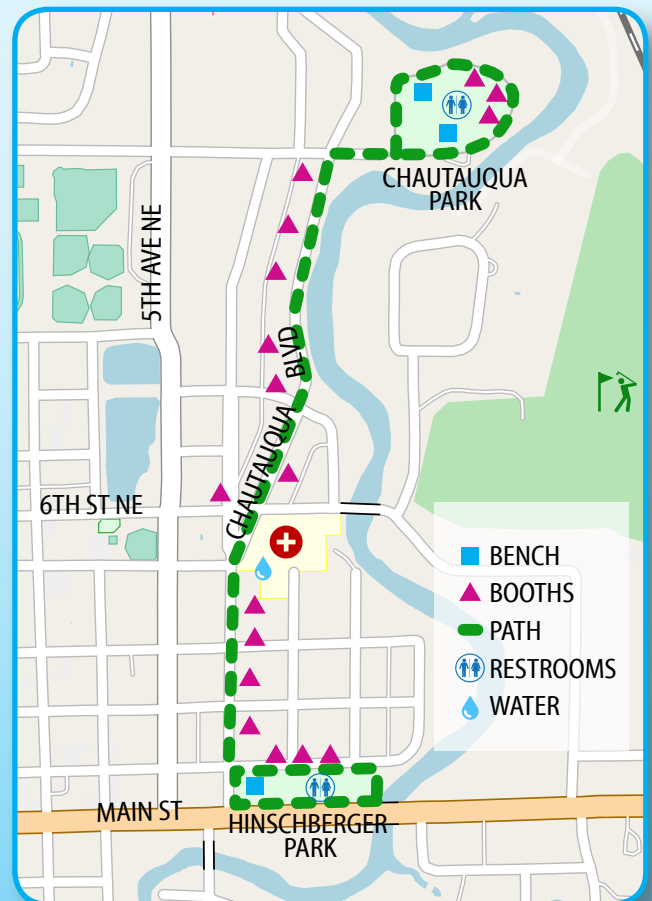 CHAUTAUQUA
PARK
5TH AVE NE
CHAUTAUQUA BLVD
6TH ST NE
BENCH
BOOTHS
PATH
RESTROOMS
WATER
MAIN ST
HINSCHBERGER
PARK